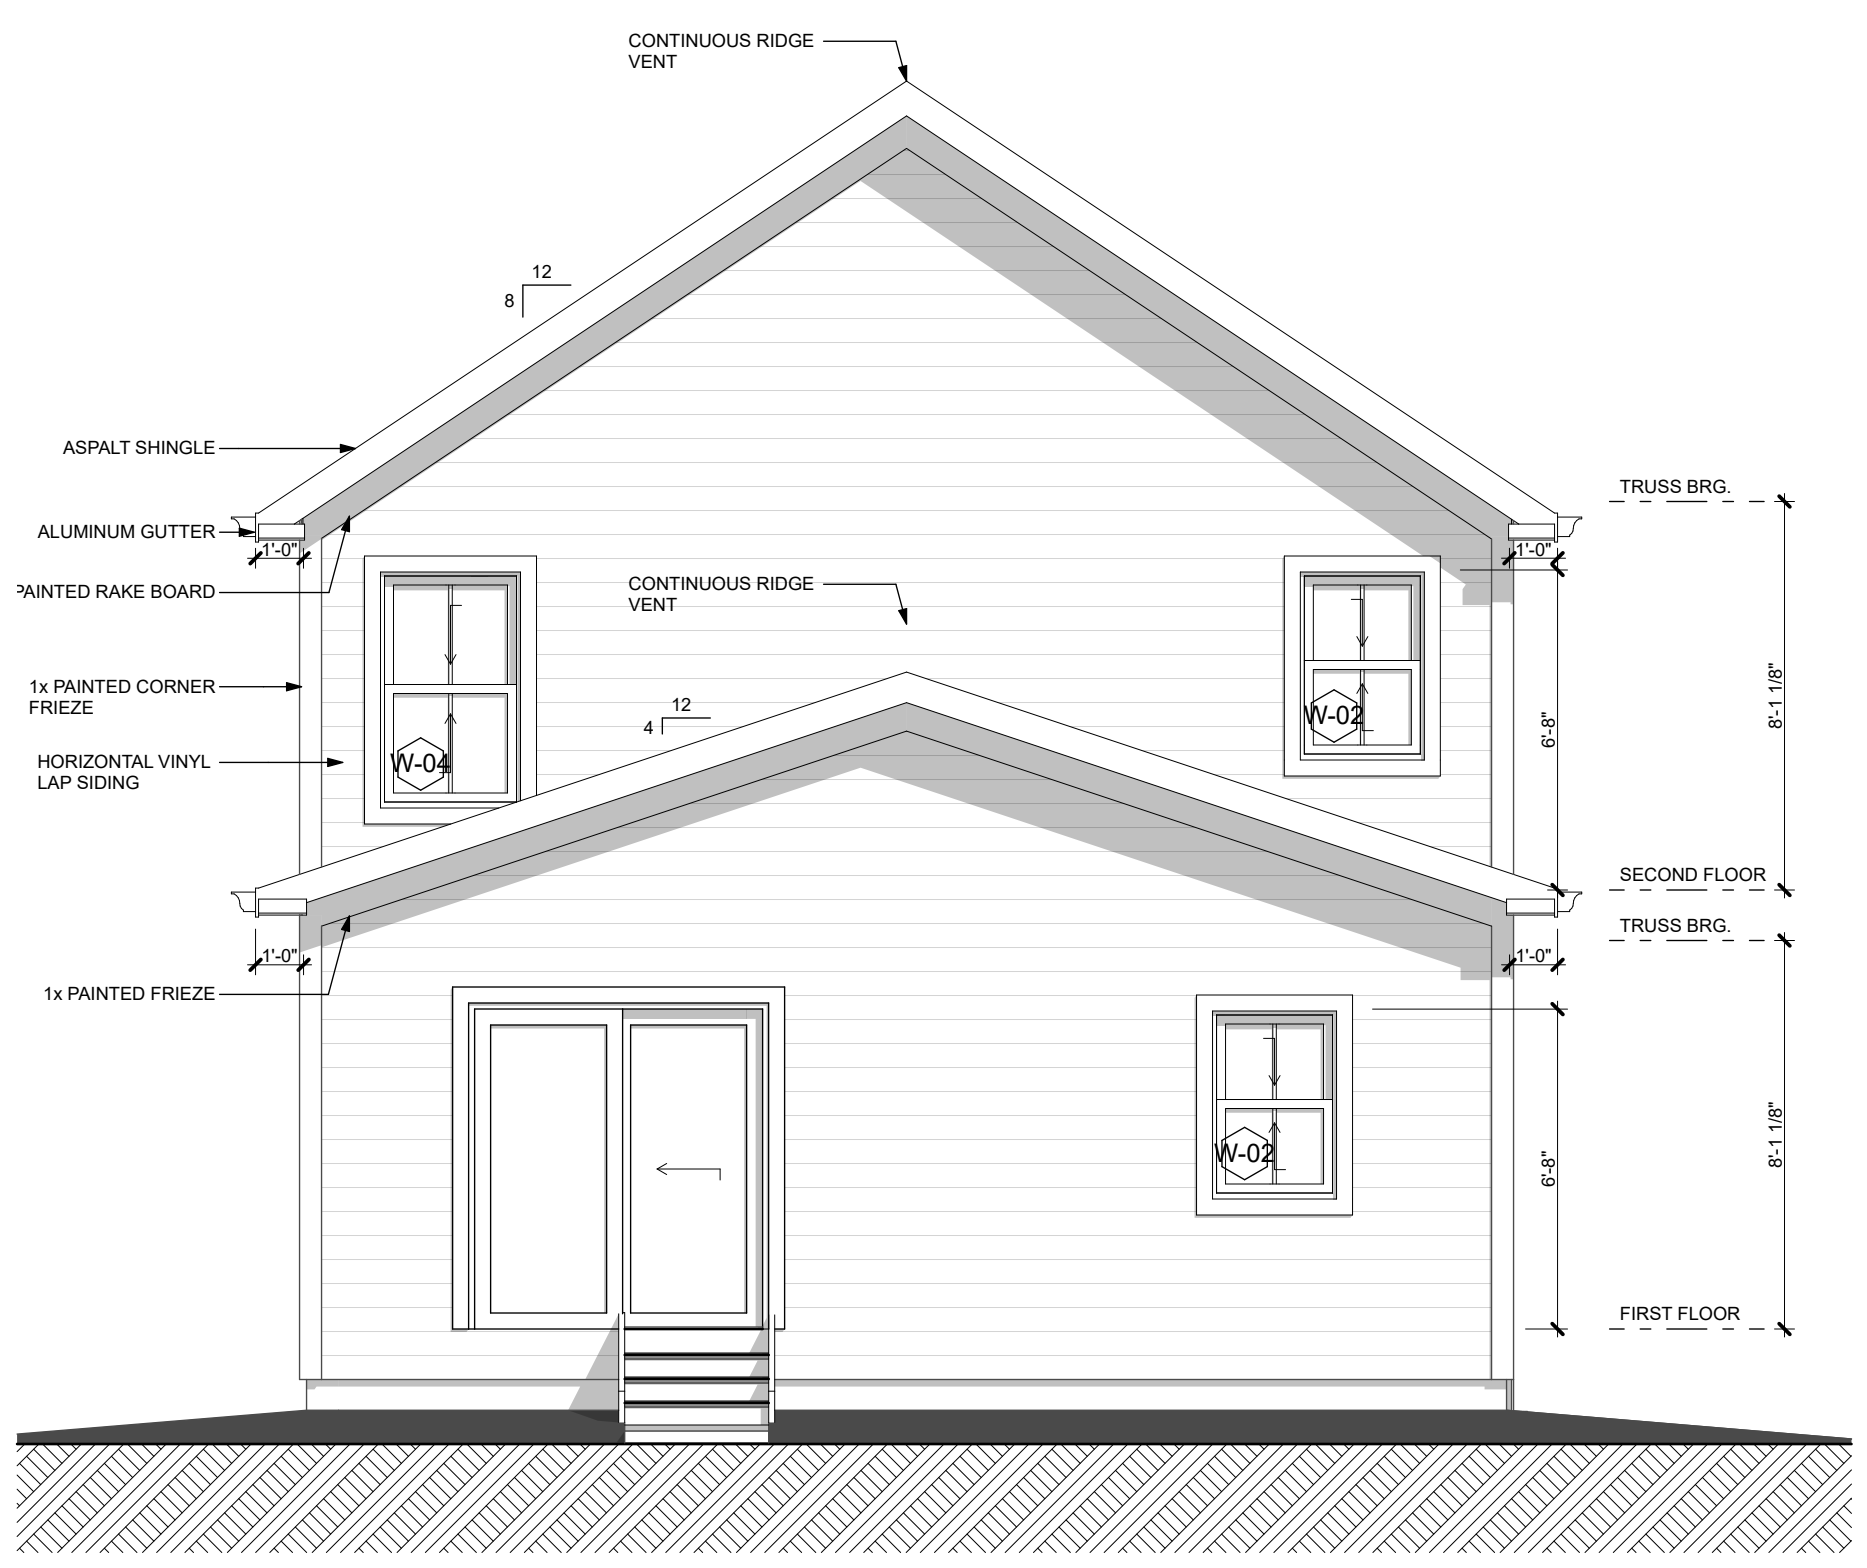 CONTINUOUS RIDGE
VENT
12
8
ASPALT SHINGLE
TRUSS BRG.
ALUMINUM GUTTER
1'-0"
1'-0"
PAINTED RAKE BOARD
CONTINUOUS RIDGE
VENT
1x PAINTED CORNER
FRIEZE
12
4
W-02
6'-8"
8'-1 1/8"
HORIZONTAL VINYL
LAP SIDING
W-04
SECOND FLOOR
TRUSS BRG.
1'-0"
1'-0"
1x PAINTED FRIEZE
W-02
6'-8"
8'-1 1/8"
FIRST FLOOR